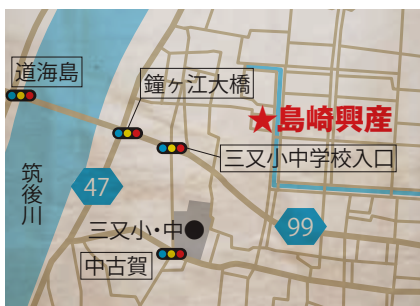 道海島
鐘ヶ江大橋
★島崎興産
三又小中学校入口
筑後川
47
三又小・中●
99
中古賀